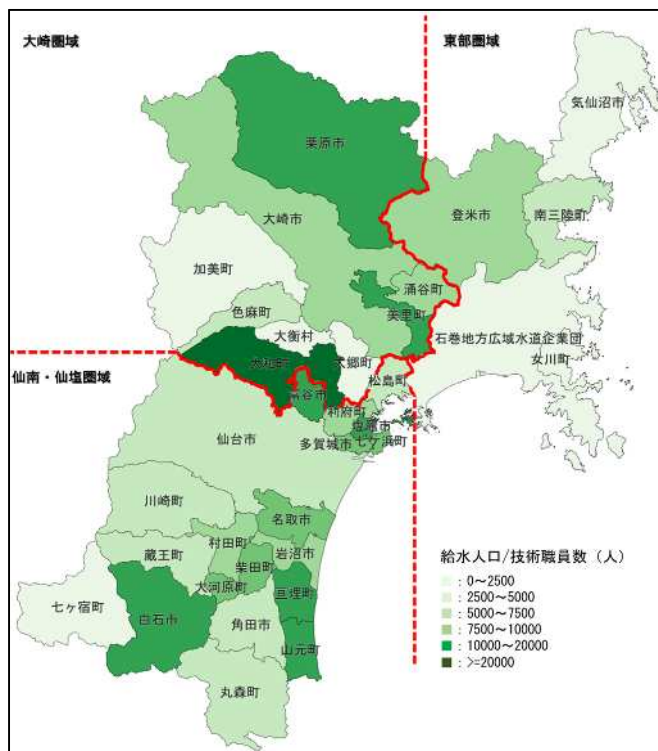 大崎圏域
東部圏域
気仙沼市
栗原市
登米市
南三陸町
大崎市
加美町
涌谷町
色麻町
美里町
大衡村
石巻地方広域水道企業団
女川町
大和町
大郷町
松島町
仙南・仙塩圏域
富谷市
利府町
塩竈市
仙台市
多賀城市
七ヶ浜町
川崎町
名取市
村田町
岩沼市
蔵王町
柴田町
大河原町
亘理町
七ヶ宿町
白石市
角田市
山元町
丸森町
給水人口/技術職員数（人）
：0～2500
：2500～5000
：5000～7500
：7500～10000
：10000～20000
：>=20000